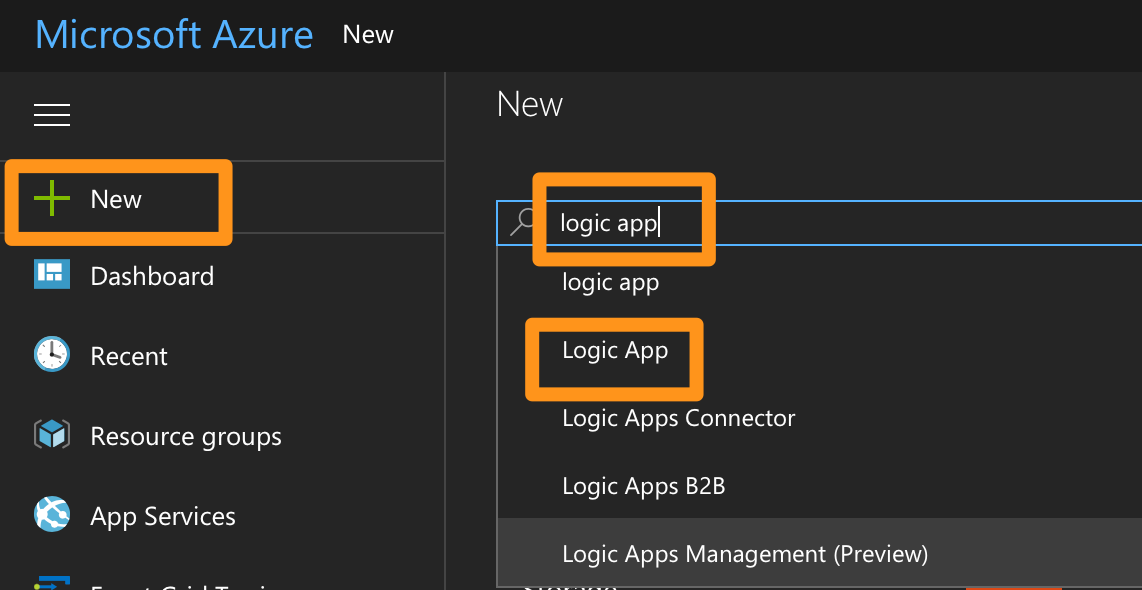 Microsoft Azure New
New
New
logic app
logic app
Logic App
Logic Apps Connector
Logic Apps B2B
Logic Apps Management (Preview)
Dashboard
Recent
Resource groups
App Services